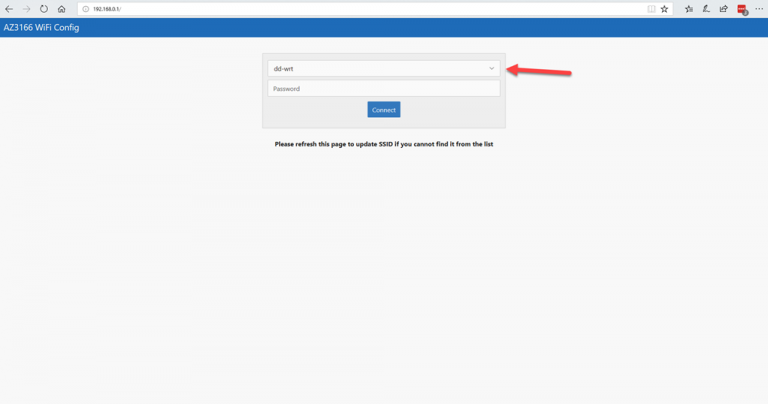 192.168.0.1/
AZ3166 WiFi Config
dd-wrt
Password
Connect
Please refresh this page to update SSID if you cannot find it from the list